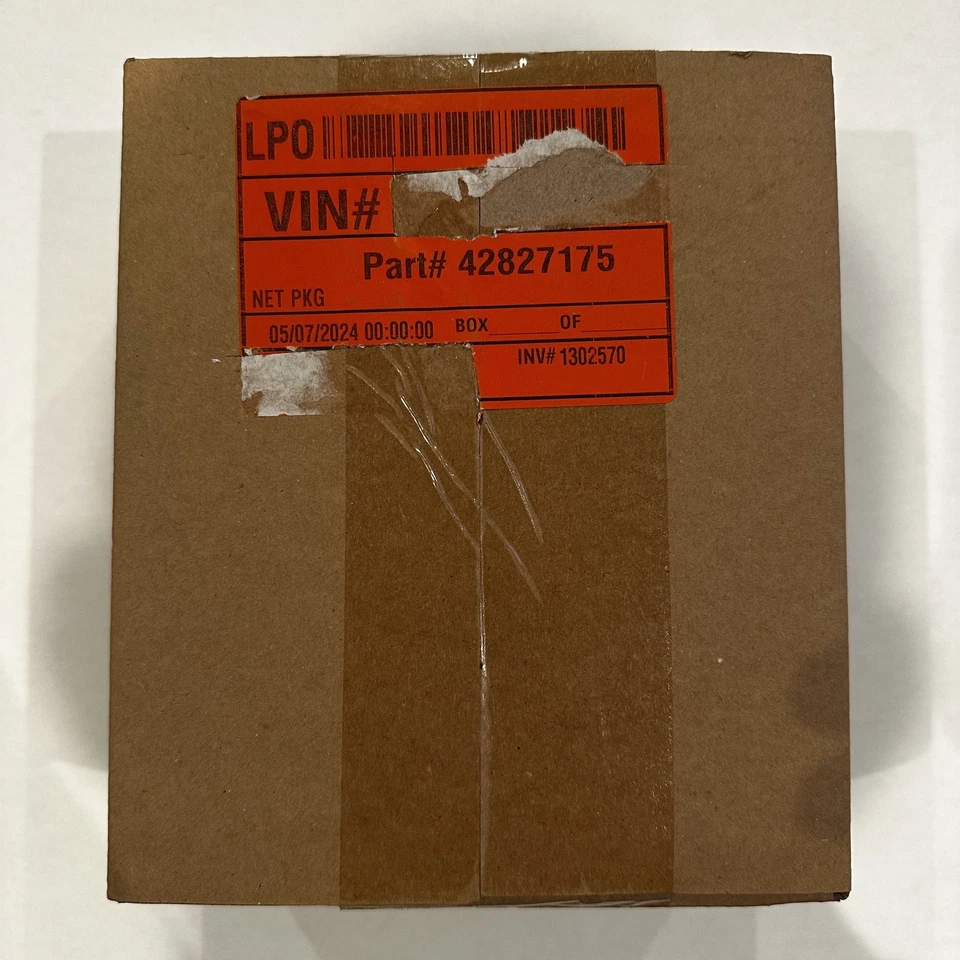 LPO
VIN#
Part# 42827175
NET PKG
05/07/2024 00:00:00 BOX OF
INV# 1302570